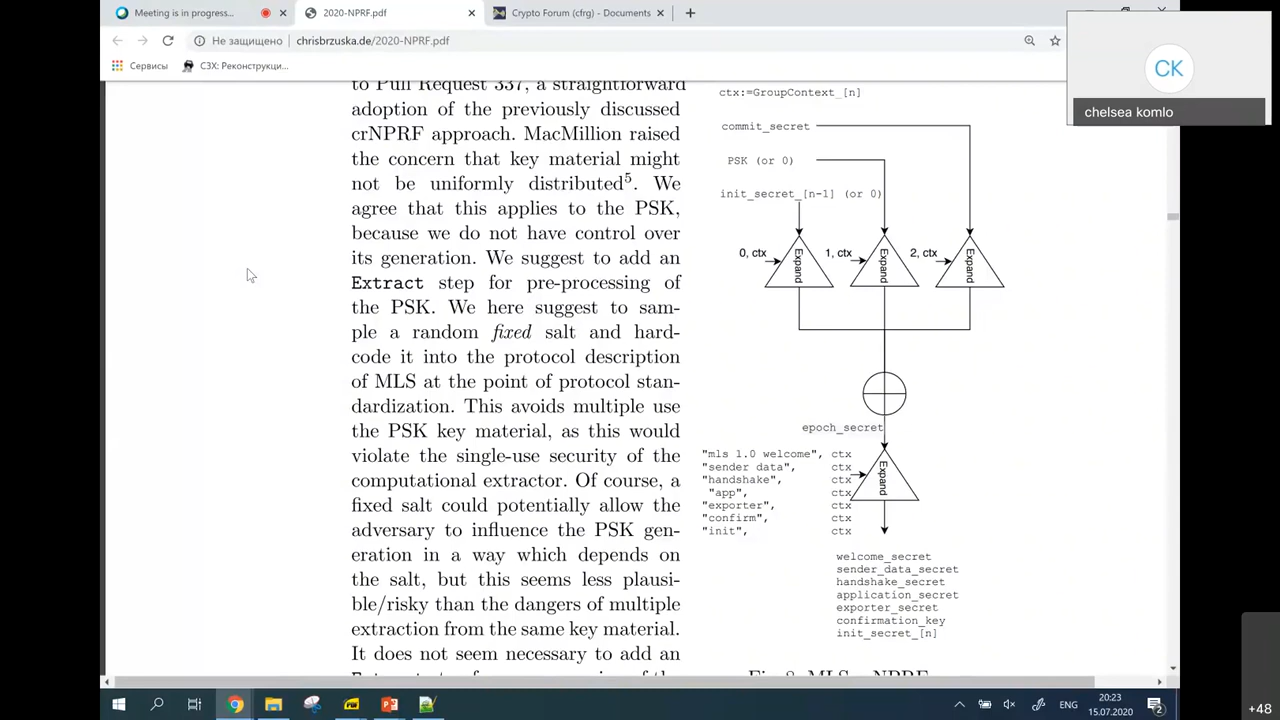 Meeting is in progress...
2020-NPRF.pdf
Crypto Forum (cfrg) - Documents
Не защищено
chrisbrzuska.de/2020-NPRF.pdf
Сервисы
СЗХ: Реконструкци...
CK
chelsea komlo
to Pull Request 337, a straightforward
adoption of the previously discussed
crNPRF approach. MacMillion raised
the concern that key material might
not be uniformly distributed5. We
agree that this applies to the PSK,
because we do not have control over
its generation. We suggest to add an
Extract step for pre-processing of
the PSK. We here suggest to sam-
ple a random fixed salt and hard-
code it into the protocol description
of MLS at the point of protocol stan-
dardization. This avoids multiple use
the PSK key material, as this would
violate the single-use security of the
computational extractor. Of course, a
fixed salt could potentially allow the
adversary to influence the PSK gen-
eration in a way which depends on
the salt, but this seems less plausi-
ble/risky than the dangers of multiple
extraction from the same key material.
It does not seem necessary to add an
ctx:=GroupContext_[n]
commit_secret
PSK (or 0)
init_secret_[n-1] (or 0)
0, ctx
Expand
1, ctx
Expand
2, ctx
Expand
epoch_secret
"mls 1.0 welcome", ctx
"sender data", ctx
"handshake", ctx
"app", ctx
"exporter", ctx
"confirm", ctx
"init", ctx
Expand
welcome_secret
sender_data_secret
handshake_secret
application_secret
exporter_secret
confirmation_key
init_secret_[n]
ENG
20:23
15.07.2020
2
+48